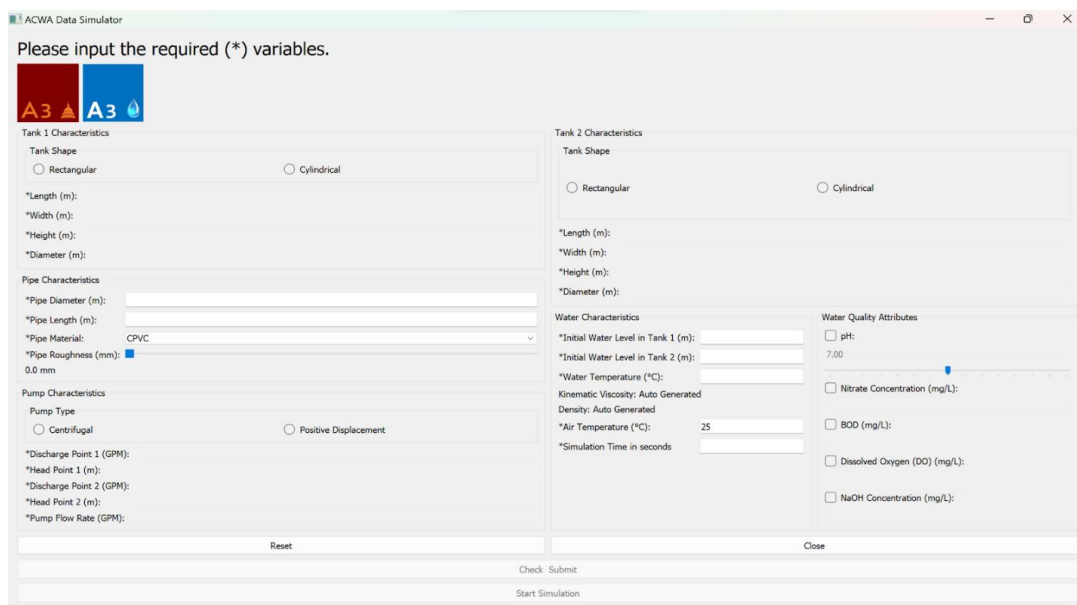 ACWA Data Simulator
Please input the required (*) variables.
A3 A3
Tank 1 Characteristics
Tank Shape
Rectangular Cylindrical
*Length (m):
*Width (m):
*Height (m):
*Diameter (m):
Pipe Characteristics
*Pipe Diameter (m):
*Pipe Length (m):
*Pipe Material: CPVC
*Pipe Roughness (mm):
0.0 mm
Pump Characteristics
Pump Type
Centrifugal Positive Displacement
*Discharge Point 1 (GPM):
*Head Point 1 (m):
*Discharge Point 2 (GPM):
*Head Point 2 (m):
*Pump Flow Rate (GPM):
Tank 2 Characteristics
Tank Shape
Rectangular Cylindrical
*Length (m):
*Width (m):
*Height (m):
*Diameter (m):
Water Characteristics
*Initial Water Level in Tank 1 (m):
*Initial Water Level in Tank 2 (m):
*Water Temperature (°C):
Kinematic Viscosity: Auto Generated
Density: Auto Generated
*Air Temperature (°C): 25
*Simulation Time in seconds
Water Quality Attributes
pH:
7.00
Nitrate Concentration (mg/L):
BOD (mg/L):
Dissolved Oxygen (DO) (mg/L):
NaOH Concentration (mg/L):
Reset Close
Check Submit
Start Simulation